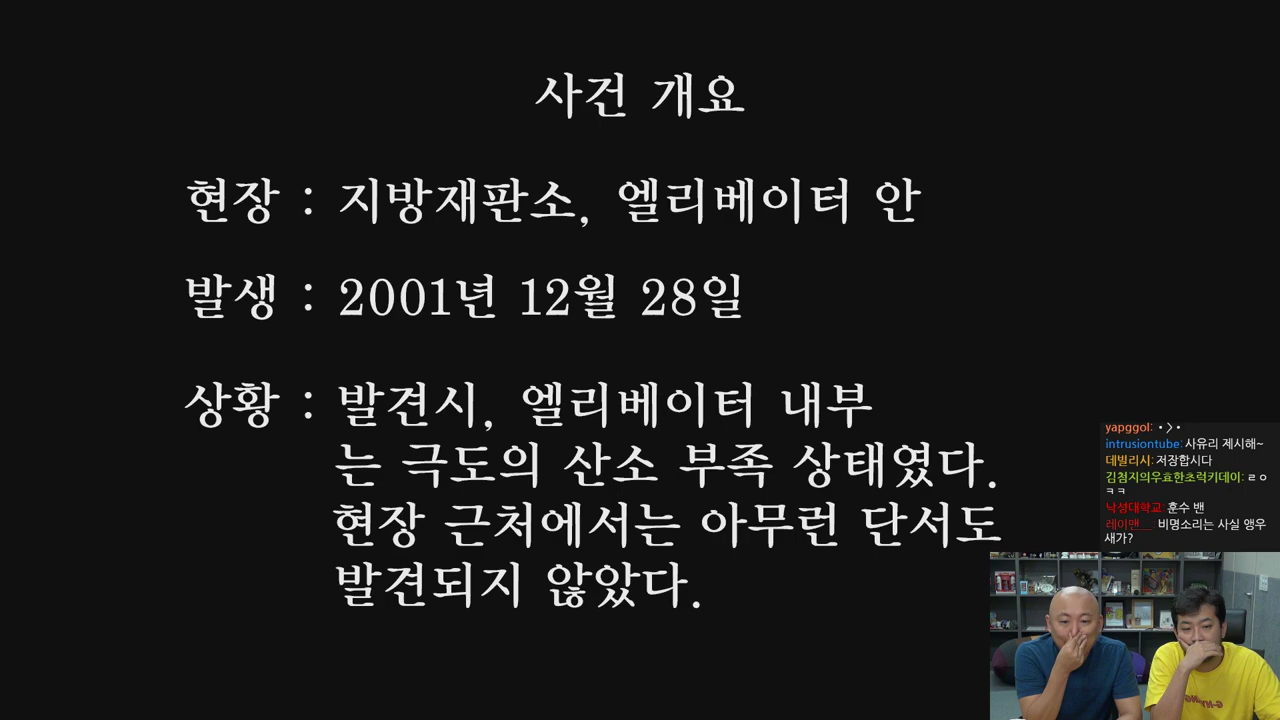 사건 개요
현장 : 지방재판소, 엘리베이터 안
발생 : 2001년 12월 28일
상황 : 발견시, 엘리베이터 내부
는 극도의 산소 부족 상태였다.
현장 근처에서는 아무런 단서도
발견되지 않았다.
yapggol: • > •
intrusiontube: 사유리 제시해~
데빌리시: 저장합시다
김첨지의우효한초럭키데이: ㄹㅇ
ㅋㅋ
낙성대학교: 훈수 밴
레이맨__: 비명소리는 사실 앵우
새가?